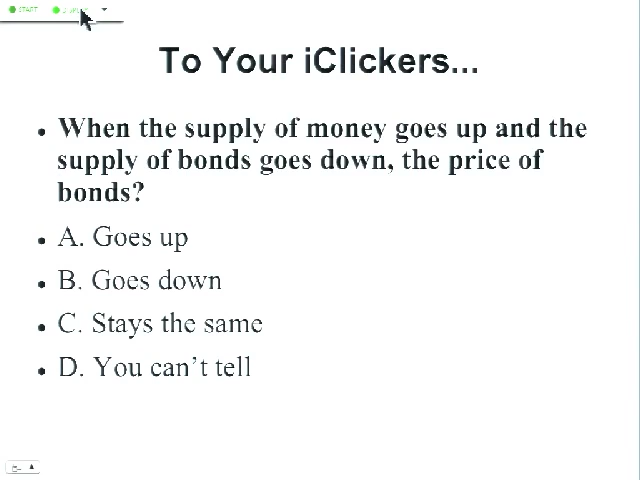 START
To Your iClickers...
When the supply of money goes up and the
supply of bonds goes down, the price of
bonds?
A. Goes up
B. Goes down
C. Stays the same
D. You can't tell